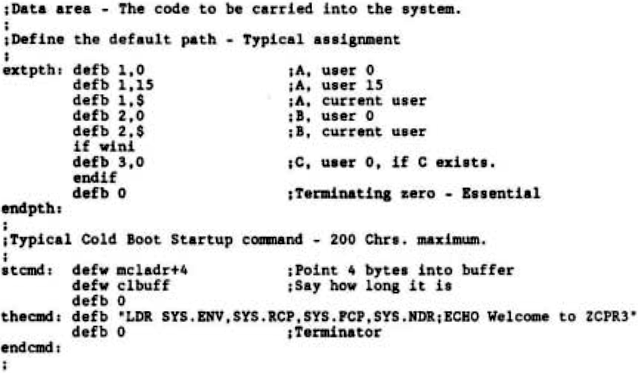 ;Data area - The code to be carried into the system.
;
;Define the default path - Typical assignment
;
extpth: defb 1,0 ;A, user 0
defb 1,15 ;A, user 15
defb 1,$ ;A, current user
defb 2,0 ;B, user 0
defb 2,$ ;B, current user
if wini
defb 3,0 ;C, user 0, if C exists.
endif
defb 0 ;Terminating zero - Essential
endpth:
;
;Typical Cold Boot Startup command - 200 Chrs. maximum.
;
stcmd: defw mcladr+4 ;Point 4 bytes into buffer
defw clbuff ;Say how long it is
defb 0
thecmd: defb "LDR SYS.ENV,SYS.RCP,SYS.FCP,SYS.NDR;ECHO Welcome to ZCPR3"
defb 0 ;Terminator
endcmd:
;